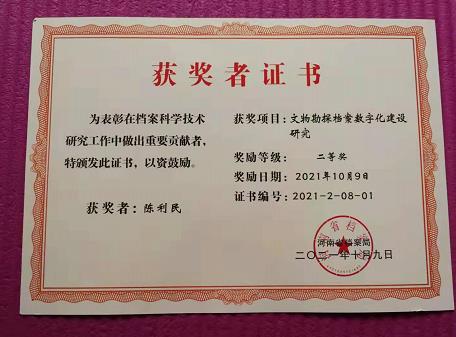 获奖者证书
为表彰在档案科学技术
研究工作中做出重要贡献者，
特颁发此证书，以资鼓励。
获奖者：陈利民
获奖项目：文物勘探档案数字化建设
研究
奖励等级：二等奖
奖励日期：2021年10月9日
证书编号：2021-2-08-01
河南省档案局
二〇二一年十月九日